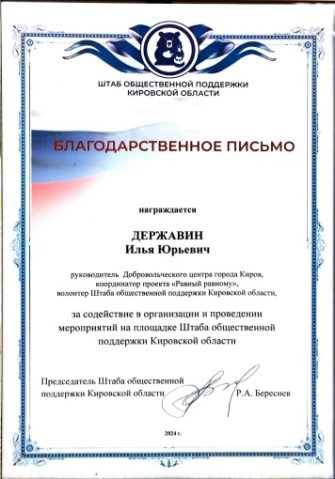 ШТАБ ОБЩЕСТВЕННОЙ ПОДДЕРЖКИ
КИРОВСКОЙ ОБЛАСТИ
БЛАГОДАРСТВЕННОЕ ПИСЬМО
награждается
ДЕРЖАВИН
Илья Юрьевич
руководитель Добровольческого центра города Киров,
координатор проекта «Равный равному»,
волонтер Штаба общественной поддержки Кировской области,
за содействие в организации и проведении
мероприятий на площадке Штаба общественной
поддержки Кировской области
Председатель Штаба общественной
поддержки Кировской области Р.А. Береснев
2024 г.